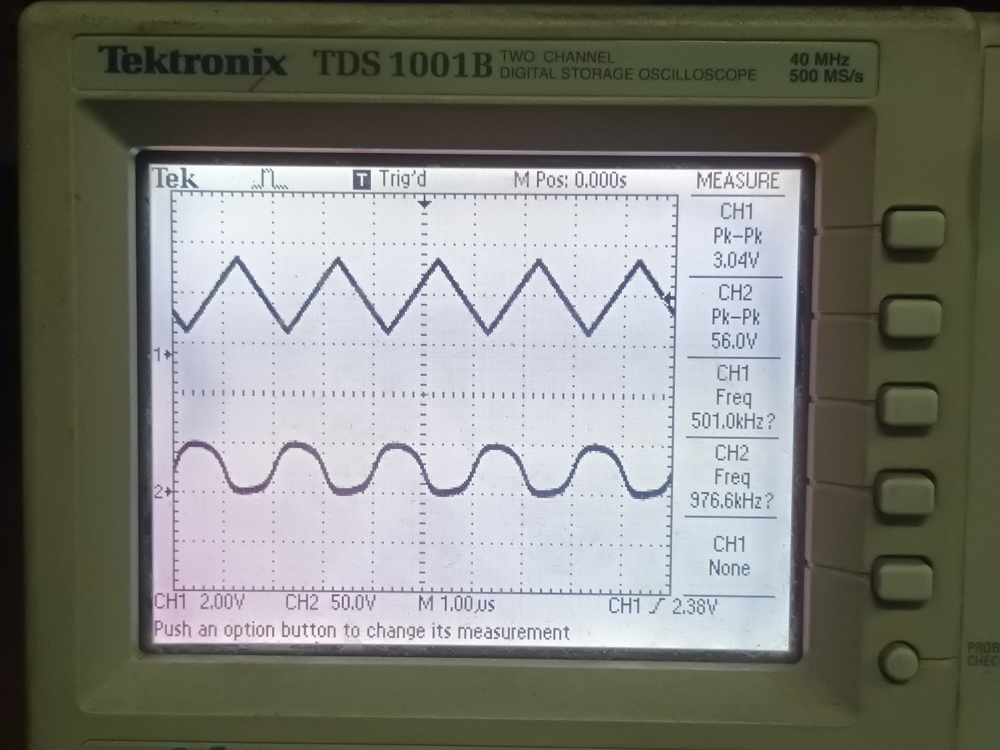 Tektronix TDS 1001B TWO CHANNEL DIGITAL STORAGE OSCILLOSCOPE 40 MHz 500 MS/s
Tek T Trig'd M Pos: 0.000s MEASURE
CH1
Pk-Pk
3.04V
CH2
Pk-Pk
56.0V
1
CH1
Freq
501.0kHz?
CH2
Freq
2
976.6kHz?
CH1
None
CH1 2.00V CH2 50.0V M 1.00µs CH1 2.38V
Push an option button to change its measurement